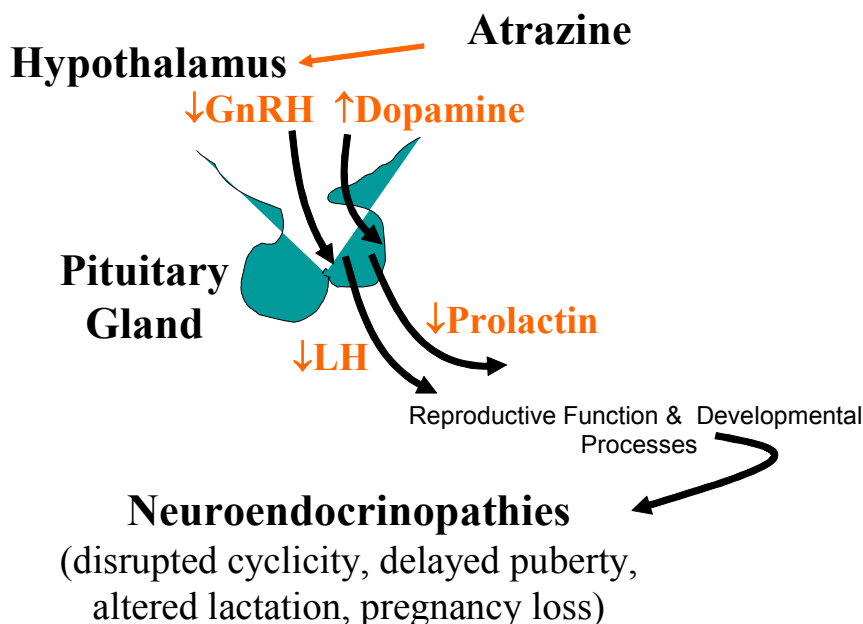 Atrazine
Hypothalamus
↓GnRH ↑Dopamine
Pituitary
Gland
↓Prolactin
↓LH
Reproductive Function & Developmental
Processes
Neuroendocrinopathies
(disrupted cyclicity, delayed puberty,
altered lactation, pregnancy loss)